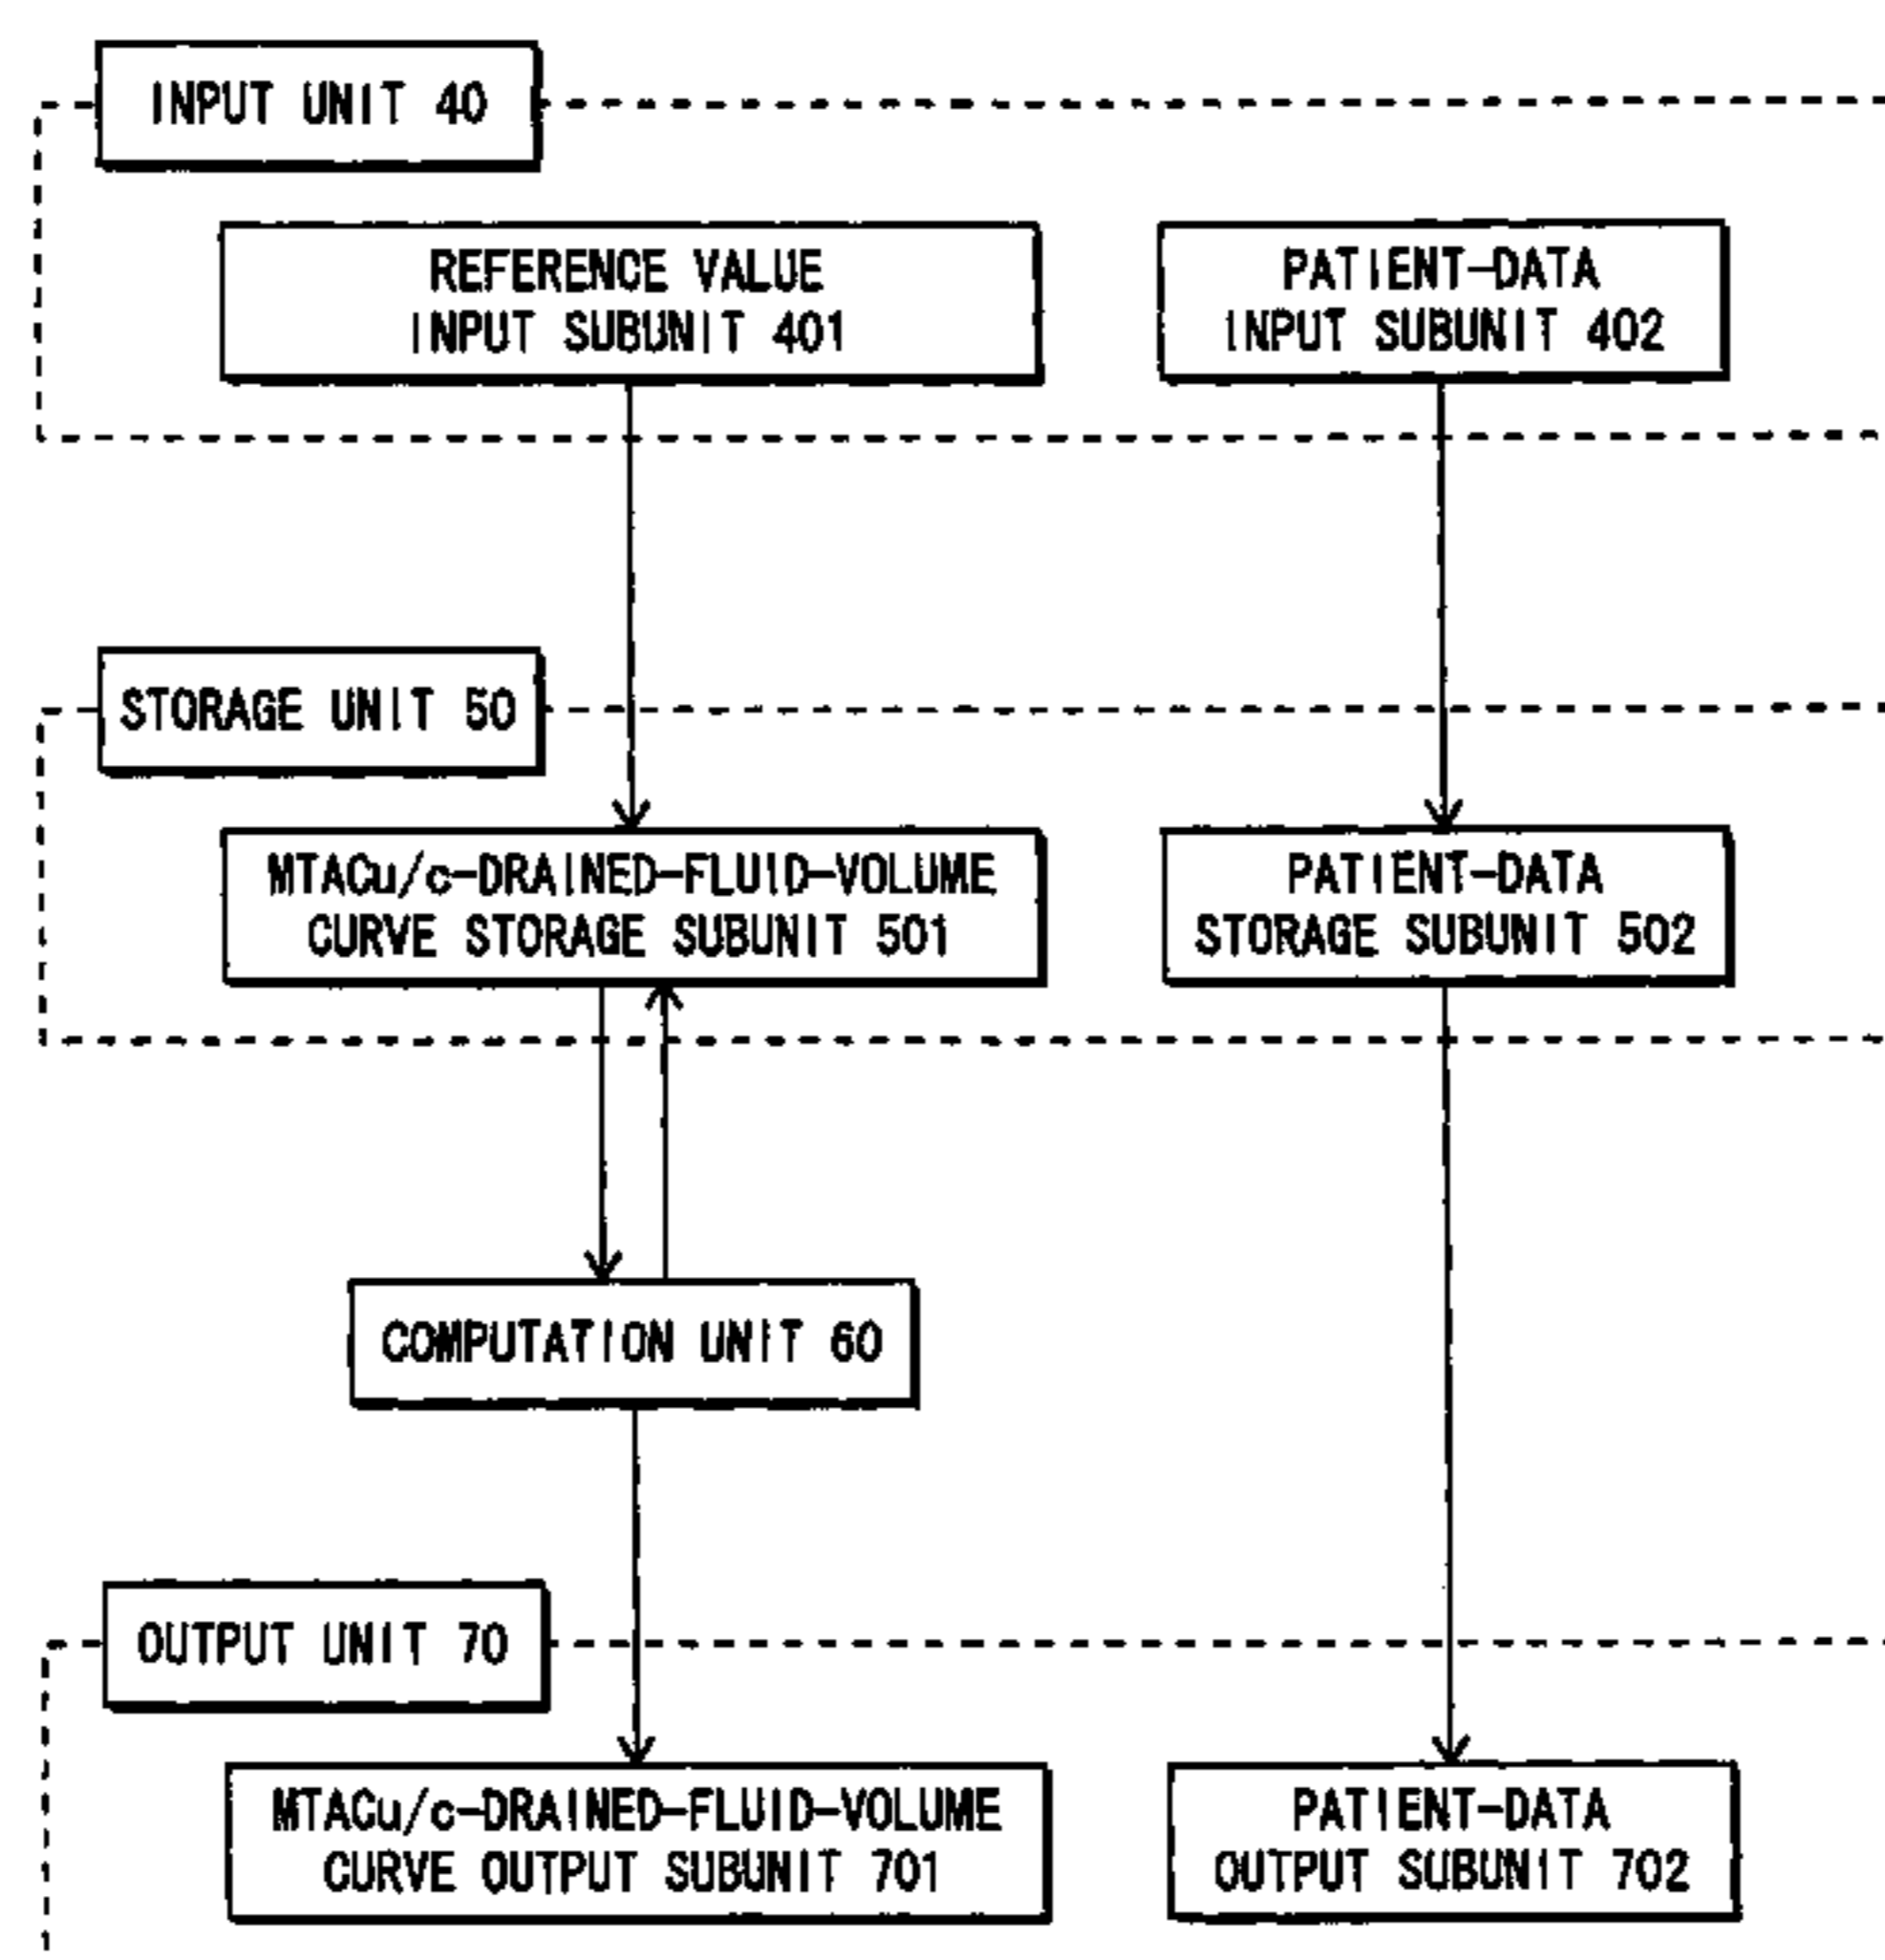 INPUT UNIT 40
REFERENCE VALUE
INPUT SUBUNIT 401
PATIENT-DATA
INPUT SUBUNIT 402
STORAGE UNIT 50
MTACu/c-DRAINED-FLUID-VOLUME
CURVE STORAGE SUBUNIT 501
PATIENT-DATA
STORAGE SUBUNIT 502
COMPUTATION UNIT 60
OUTPUT UNIT 70
MTACu/c-DRAINED-FLUID-VOLUME
CURVE OUTPUT SUBUNIT 701
PATIENT-DATA
OUTPUT SUBUNIT 702